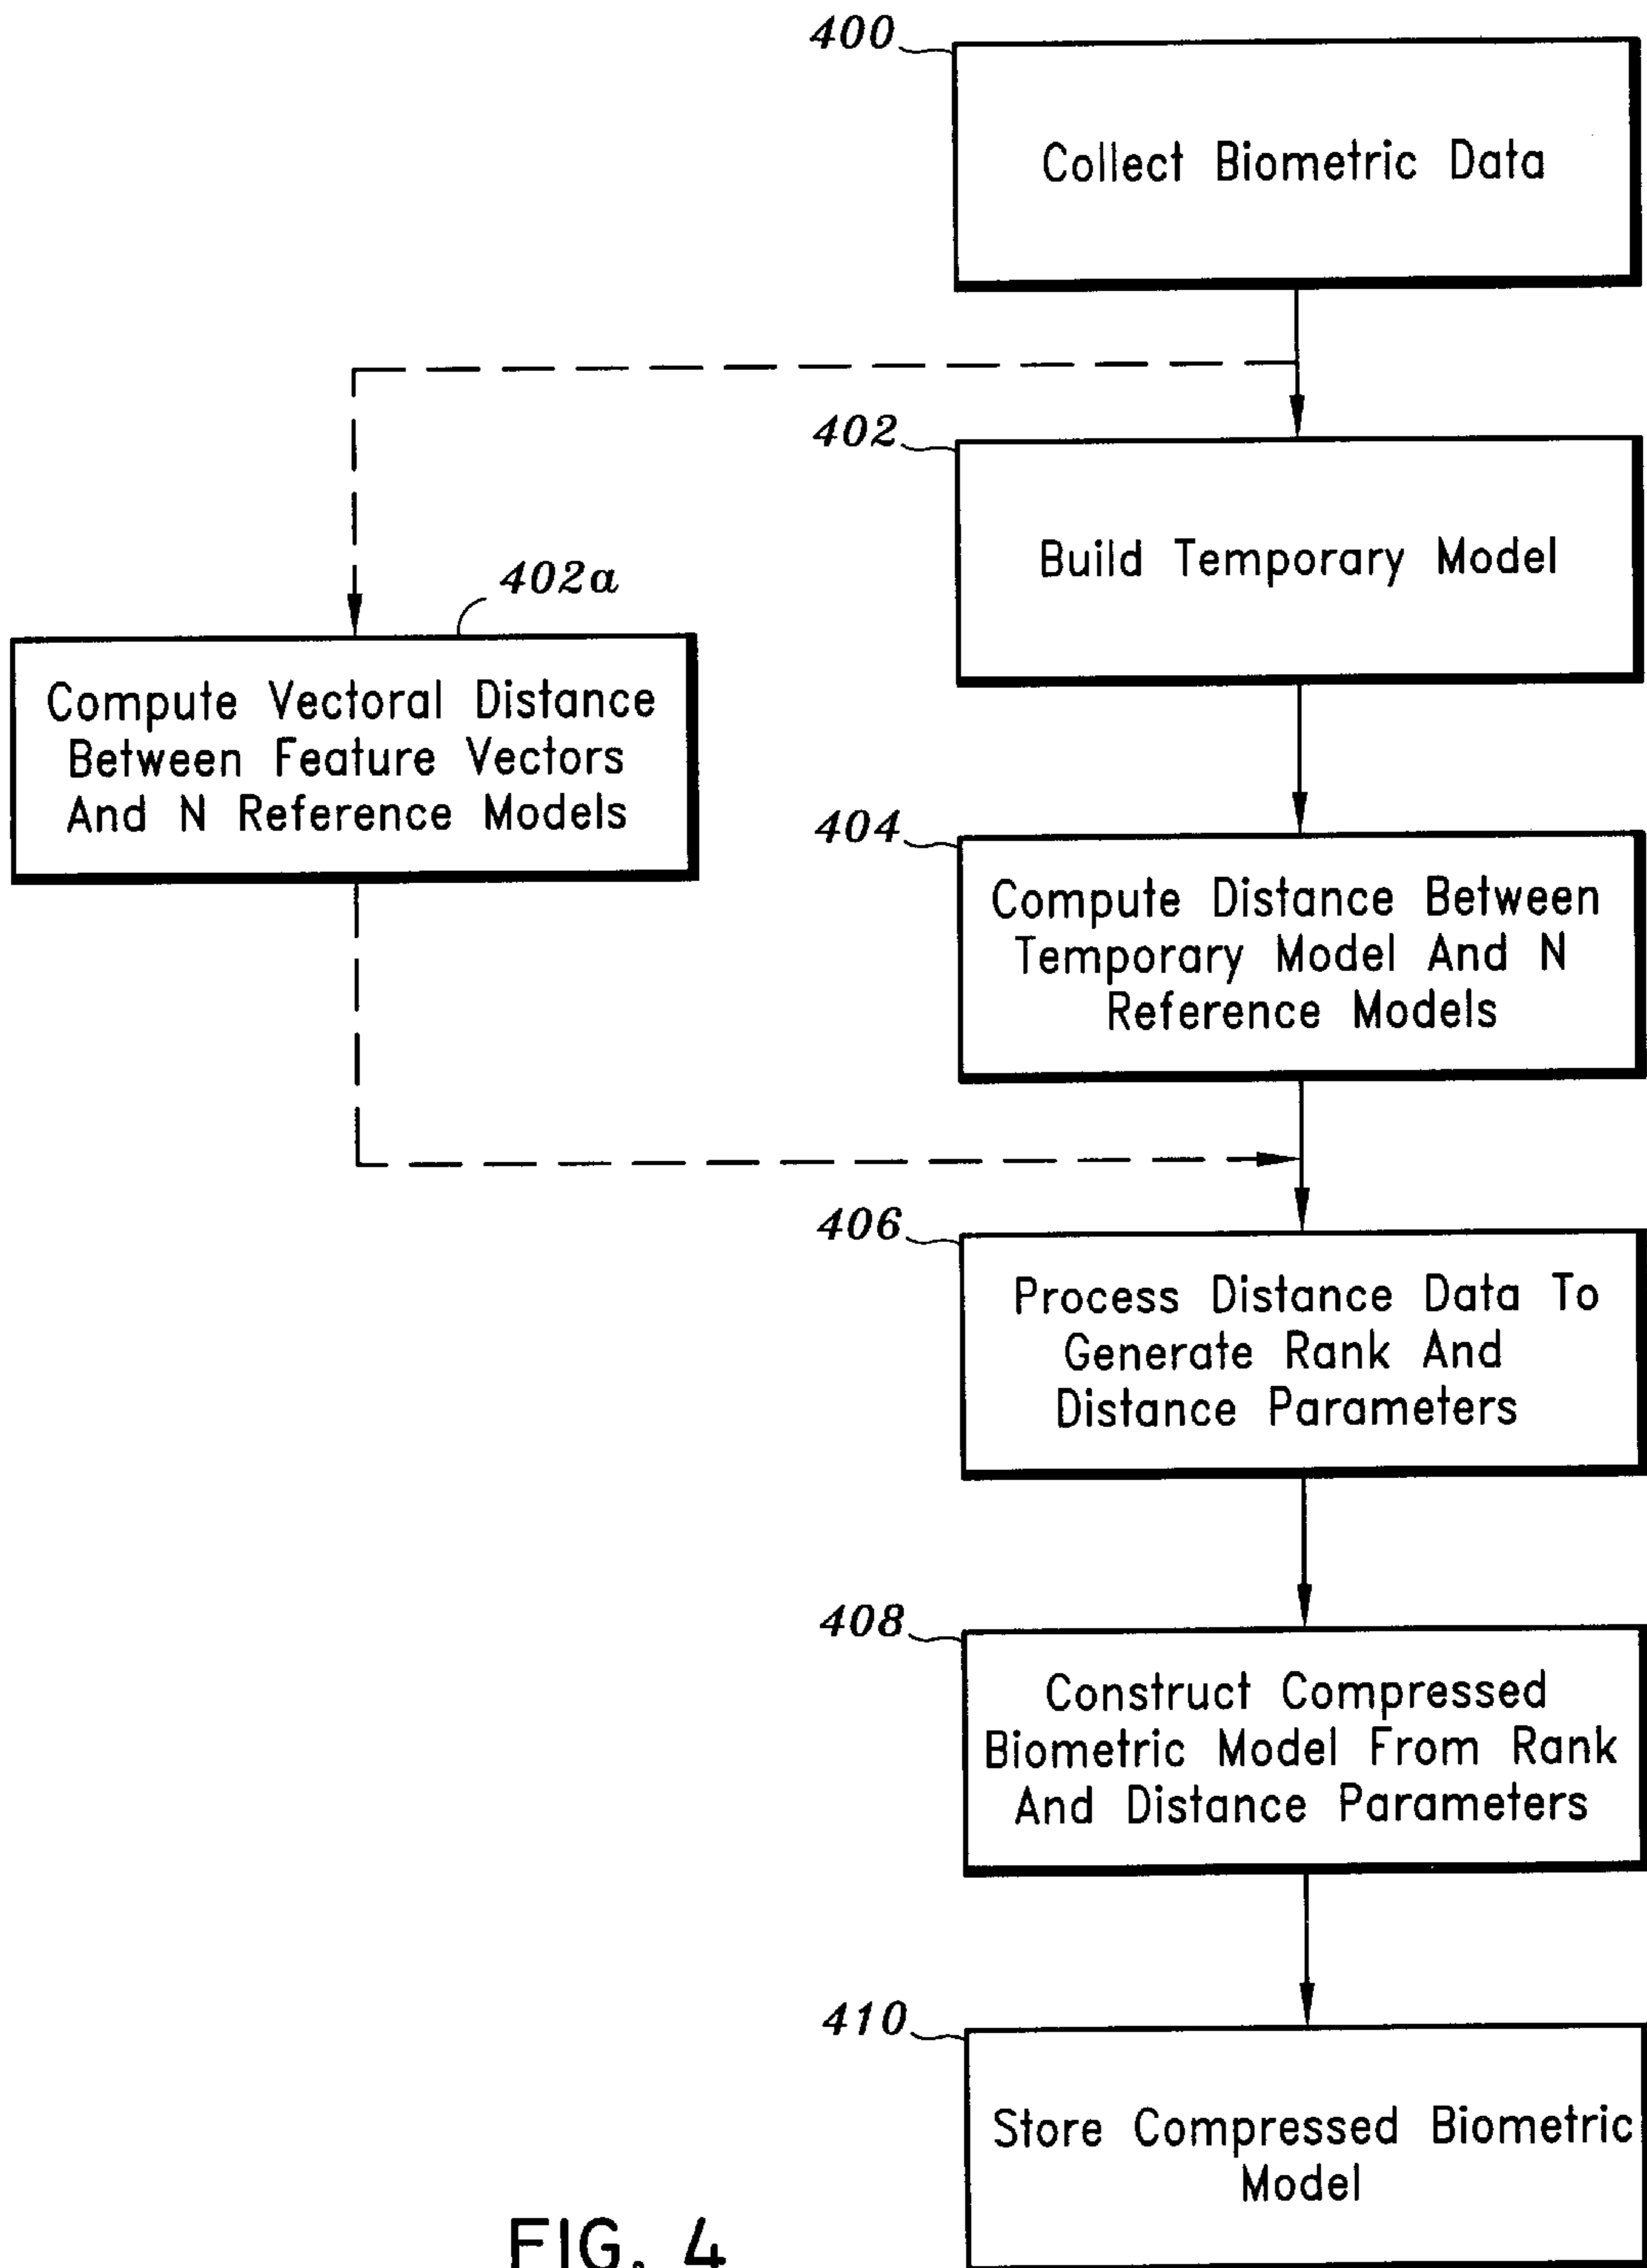 400
Collect Biometric Data
402
Build Temporary Model
402a
Compute Vectoral Distance
Between Feature Vectors
And N Reference Models
404
Compute Distance Between
Temporary Model And N
Reference Models
406
Process Distance Data To
Generate Rank And
Distance Parameters
408
Construct Compressed
Biometric Model From Rank
And Distance Parameters
410
Store Compressed Biometric
Model
FIG. 4